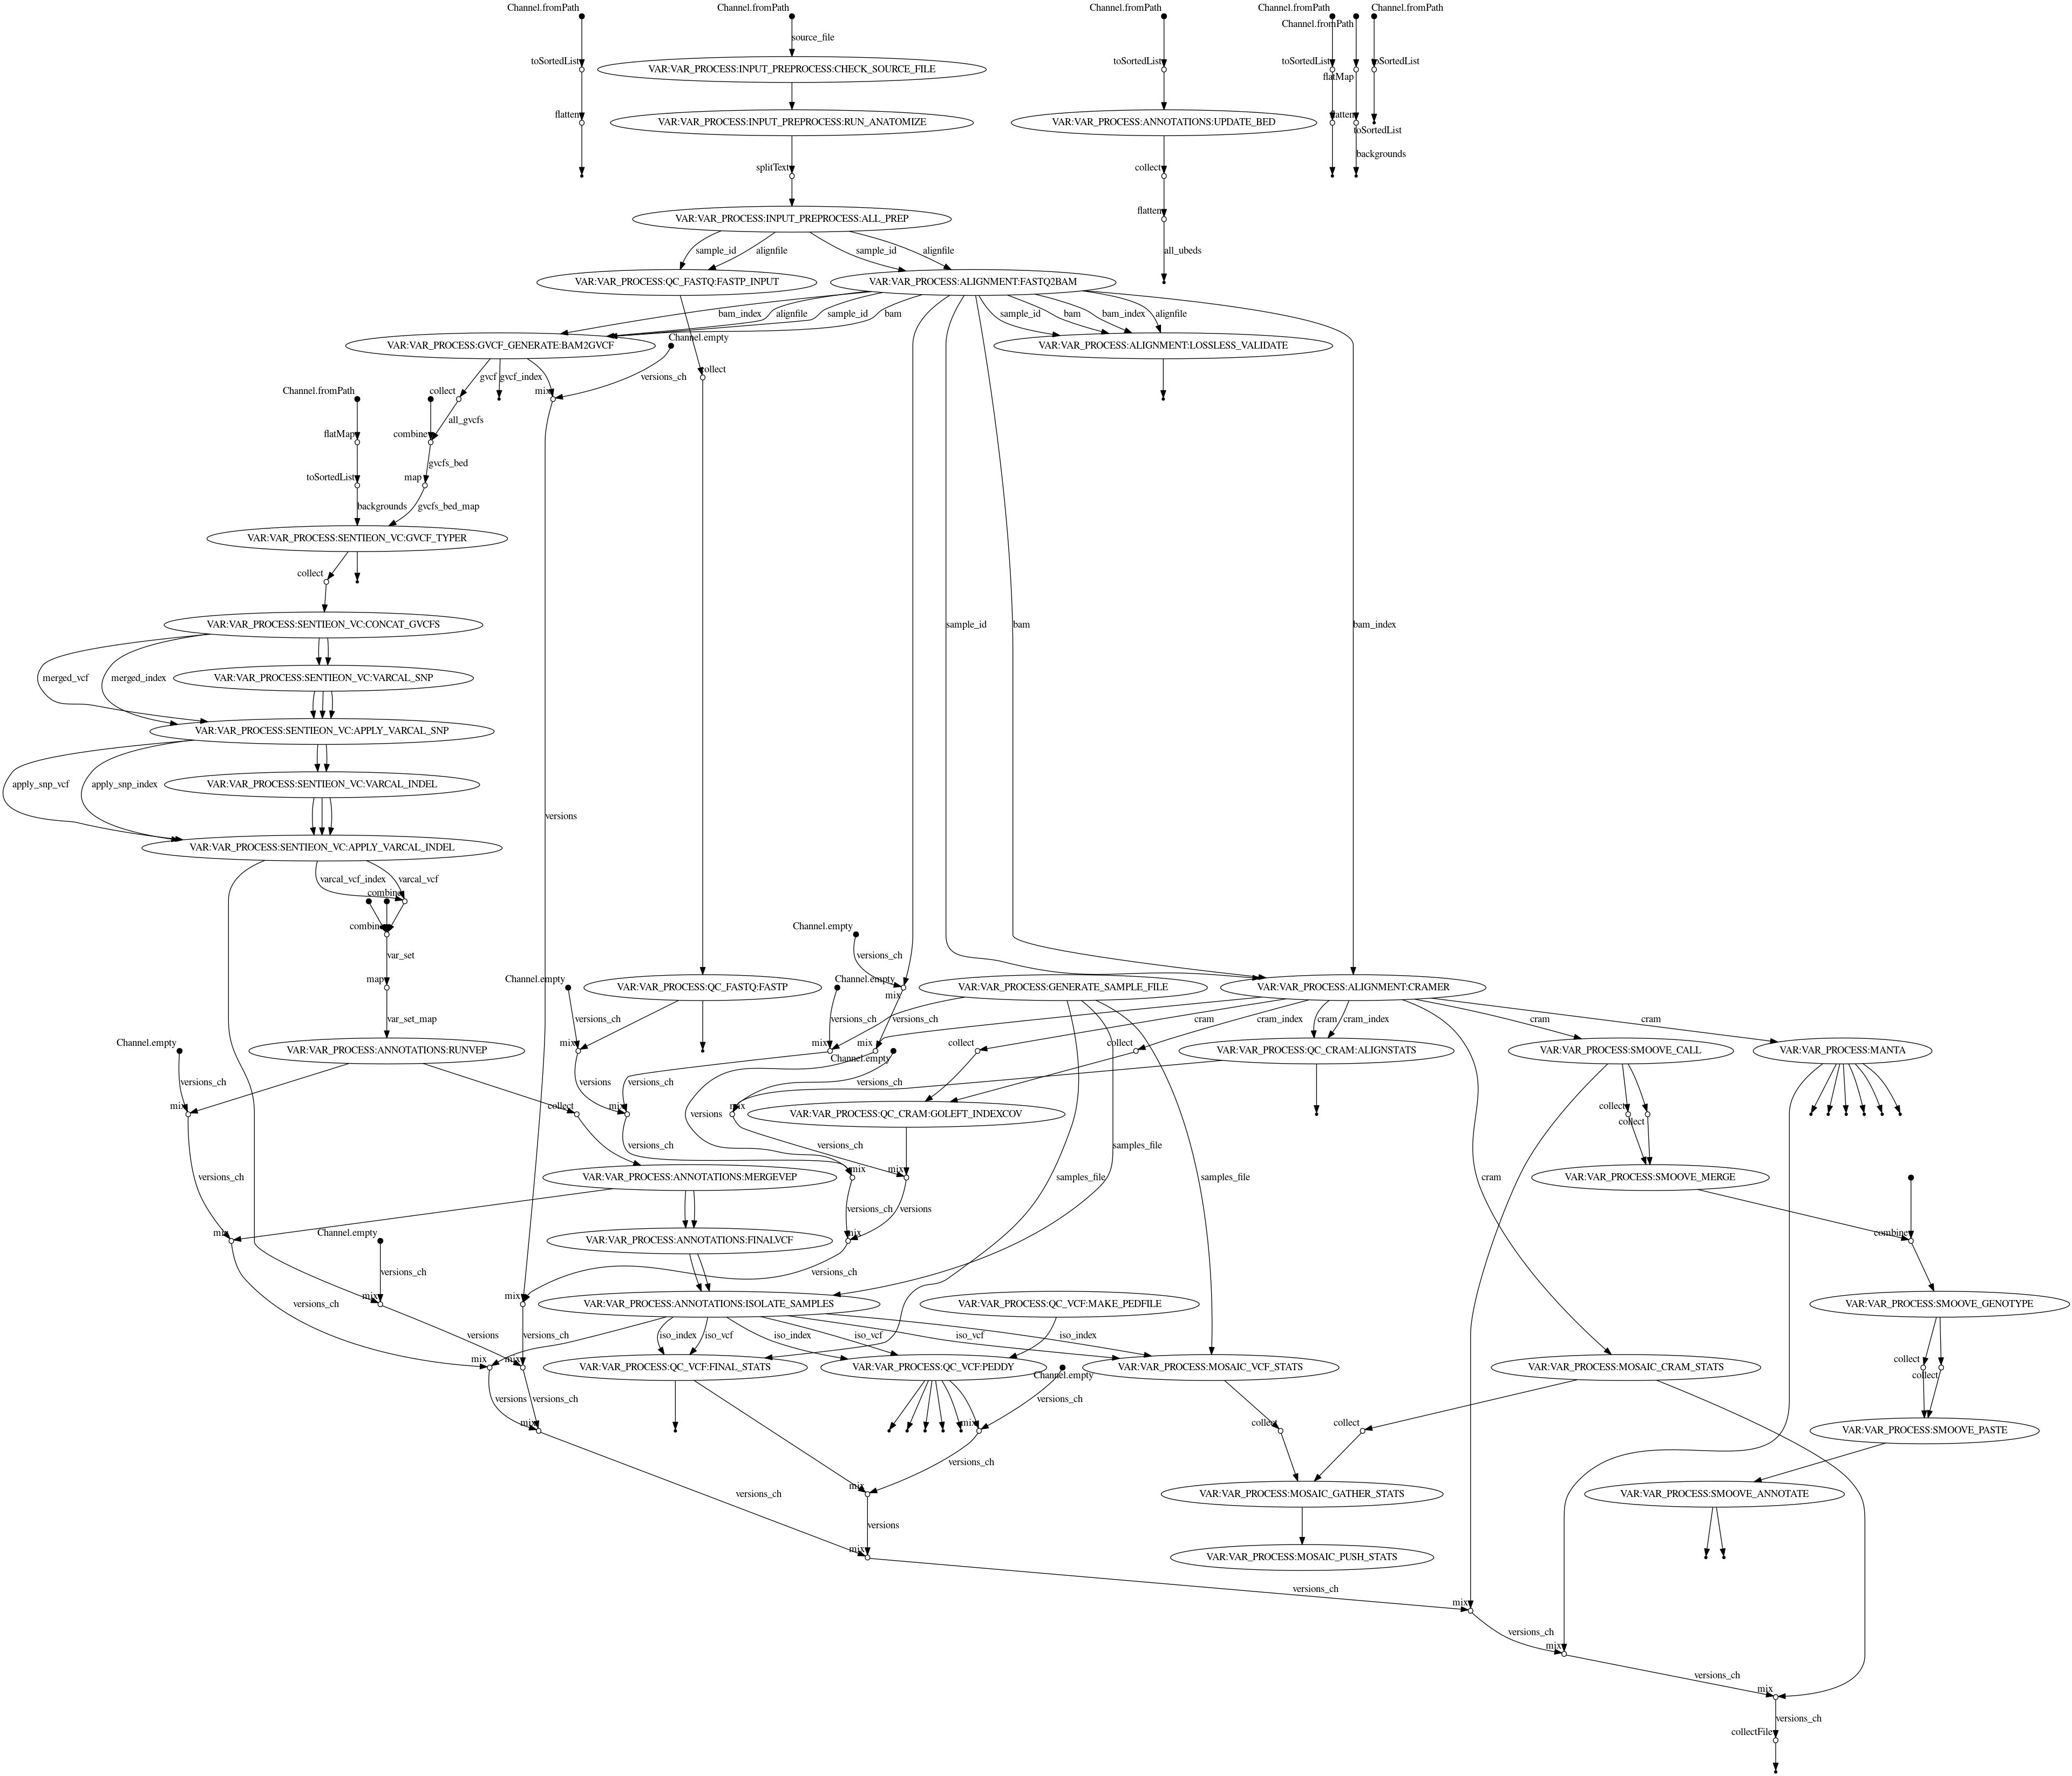 Channel.fromPath
Channel.fromPath
Channel.fromPath
Channel.fromPath
Channel.fromPath
Channel.fromPath
source_file
toSortedList
VAR:VAR_PROCESS:INPUT_PREPROCESS:CHECK_SOURCE_FILE
toSortedList
toSortedList
toSortedList
flatMap
flatten
VAR:VAR_PROCESS:INPUT_PREPROCESS:RUN_ANATOMIZE
VAR:VAR_PROCESS:ANNOTATIONS:UPDATE_BED
flatten
toSortedList
backgrounds
splitText
collect
VAR:VAR_PROCESS:INPUT_PREPROCESS:ALL_PREP
flatten
sample_id
alignfile
sample_id
alignfile
all_ubeds
VAR:VAR_PROCESS:QC_FASTQ:FASTP_INPUT
VAR:VAR_PROCESS:ALIGNMENT:FASTQ2BAM
bam_index
alignfile
sample_id
bam
sample_id
bam
bam_index
alignfile
Channel.empty
VAR:VAR_PROCESS:GVCF_GENERATE:BAM2GVCF
VAR:VAR_PROCESS:ALIGNMENT:LOSSLESS_VALIDATE
collect
gvcf
gvcf_index
versions_ch
Channel.fromPath
collect
mix
all_gvcfs
flatMap
combine
gvcfs_bed
toSortedList
map
backgrounds
gvcfs_bed_map
VAR:VAR_PROCESS:SENTIEON_VC:GVCF_TYPER
collect
VAR:VAR_PROCESS:SENTIEON_VC:CONCAT_GVCFS
sample_id
bam
bam_index
merged_vcf
merged_index
VAR:VAR_PROCESS:SENTIEON_VC:VARCAL_SNP
VAR:VAR_PROCESS:SENTIEON_VC:APPLY_VARCAL_SNP
apply_snp_vcf
apply_snp_index
VAR:VAR_PROCESS:SENTIEON_VC:VARCAL_INDEL
versions
VAR:VAR_PROCESS:SENTIEON_VC:APPLY_VARCAL_INDEL
varcal_vcf_index
varcal_vcf
combine
combine
Channel.empty
var_set
versions_ch
map
Channel.empty
VAR:VAR_PROCESS:QC_FASTQ:FASTP
Channel.empty
mix
VAR:VAR_PROCESS:GENERATE_SAMPLE_FILE
VAR:VAR_PROCESS:ALIGNMENT:CRAMER
var_set_map
versions_ch
versions_ch
versions_ch
cram
cram_index
cram
cram_index
cram
cram
Channel.empty
VAR:VAR_PROCESS:ANNOTATIONS:RUNVEP
mix
mix
mix
Channel.empty
collect
collect
VAR:VAR_PROCESS:QC_CRAM:ALIGNSTATS
VAR:VAR_PROCESS:SMOOVE_CALL
VAR:VAR_PROCESS:MANTA
versions_ch
versions
versions_ch
versions_ch
mix
collect
mix
versions
mix
VAR:VAR_PROCESS:QC_CRAM:GOLEFT_INDEXCOV
collect
collect
versions_ch
versions_ch
versions_ch
samples_file
versions_ch
VAR:VAR_PROCESS:ANNOTATIONS:MERGEVEP
mix
mix
samples_file
samples_file
cram
VAR:VAR_PROCESS:SMOOVE_MERGE
versions_ch
versions
mix
Channel.empty
VAR:VAR_PROCESS:ANNOTATIONS:FINALVCF
mix
combine
versions_ch
versions_ch
versions_ch
mix
mix
VAR:VAR_PROCESS:ANNOTATIONS:ISOLATE_SAMPLES
VAR:VAR_PROCESS:QC_VCF:MAKE_PEDFILE
VAR:VAR_PROCESS:SMOOVE_GENOTYPE
versions
versions_ch
iso_index
iso_vcf
iso_index
iso_vcf
iso_vcf
iso_index
mix
mix
VAR:VAR_PROCESS:QC_VCF:FINAL_STATS
VAR:VAR_PROCESS:QC_VCF:PEDDY
Channel.empty
VAR:VAR_PROCESS:MOSAIC_VCF_STATS
VAR:VAR_PROCESS:MOSAIC_CRAM_STATS
collect
collect
versions
versions_ch
versions_ch
mix
mix
collect
collect
VAR:VAR_PROCESS:SMOOVE_PASTE
versions_ch
versions_ch
mix
VAR:VAR_PROCESS:MOSAIC_GATHER_STATS
VAR:VAR_PROCESS:SMOOVE_ANNOTATE
versions
mix
VAR:VAR_PROCESS:MOSAIC_PUSH_STATS
versions_ch
mix
versions_ch
mix
versions_ch
mix
versions_ch
collectFile